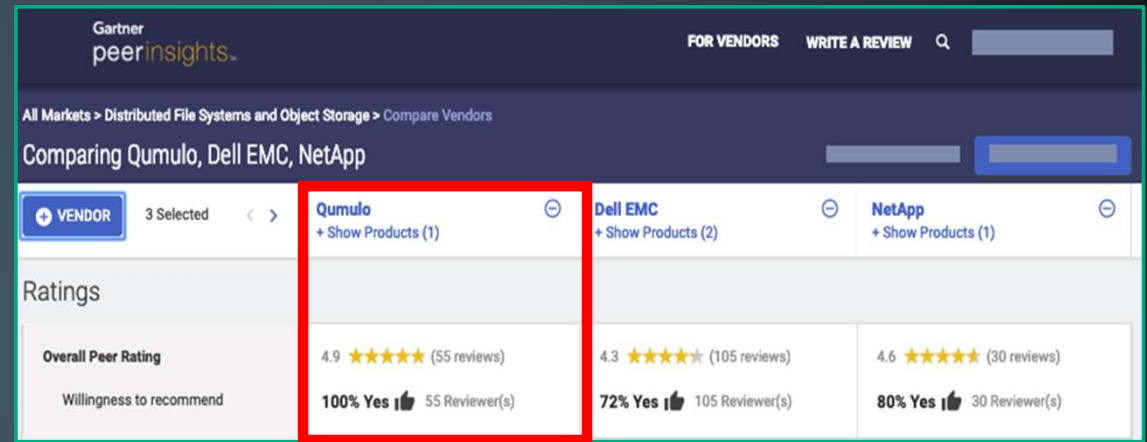 Gartner
peerinsights™
FOR VENDORS WRITE A REVIEW
All Markets > Distributed File Systems and Object Storage > Compare Vendors
Comparing Qumulo, Dell EMC, NetApp
+ VENDOR 3 Selected < >
Qumulo
+ Show Products (1)
Dell EMC
+ Show Products (2)
NetApp
+ Show Products (1)
Ratings
Overall Peer Rating 4.9 ★★★★★ (55 reviews) 4.3 ★★★★★ (105 reviews) 4.6 ★★★★★ (30 reviews)
Willingness to recommend 100% Yes 55 Reviewer(s) 72% Yes 105 Reviewer(s) 80% Yes 30 Reviewer(s)